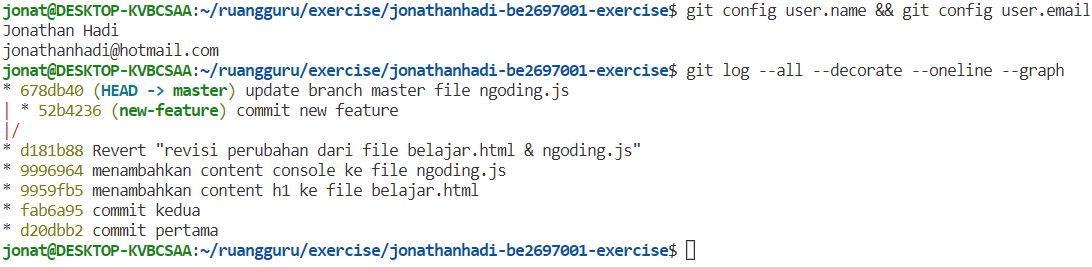 jonat@DESKTOP-KVBCSAA:~/ruangguru/exercise/jonathanhadi-be2697001-exercise$ git config user.name && git config user.email
Jonathan Hadi
jonathanhadi@hotmail.com
jonat@DESKTOP-KVBCSAA:~/ruangguru/exercise/jonathanhadi-be2697001-exercise$ git log --all --decorate --oneline --graph
* 678db40 (HEAD -> master) update branch master file ngoding.js
| * 52b4236 (new-feature) commit new feature
|/
* d181b88 Revert "revisi perubahan dari file belajar.html & ngoding.js"
* 9996964 menambahkan content console ke file ngoding.js
* 9959fb5 menambahkan content h1 ke file belajar.html
* fab6a95 commit kedua
* d20dbb2 commit pertama
jonat@DESKTOP-KVBCSAA:~/ruangguru/exercise/jonathanhadi-be2697001-exercise$